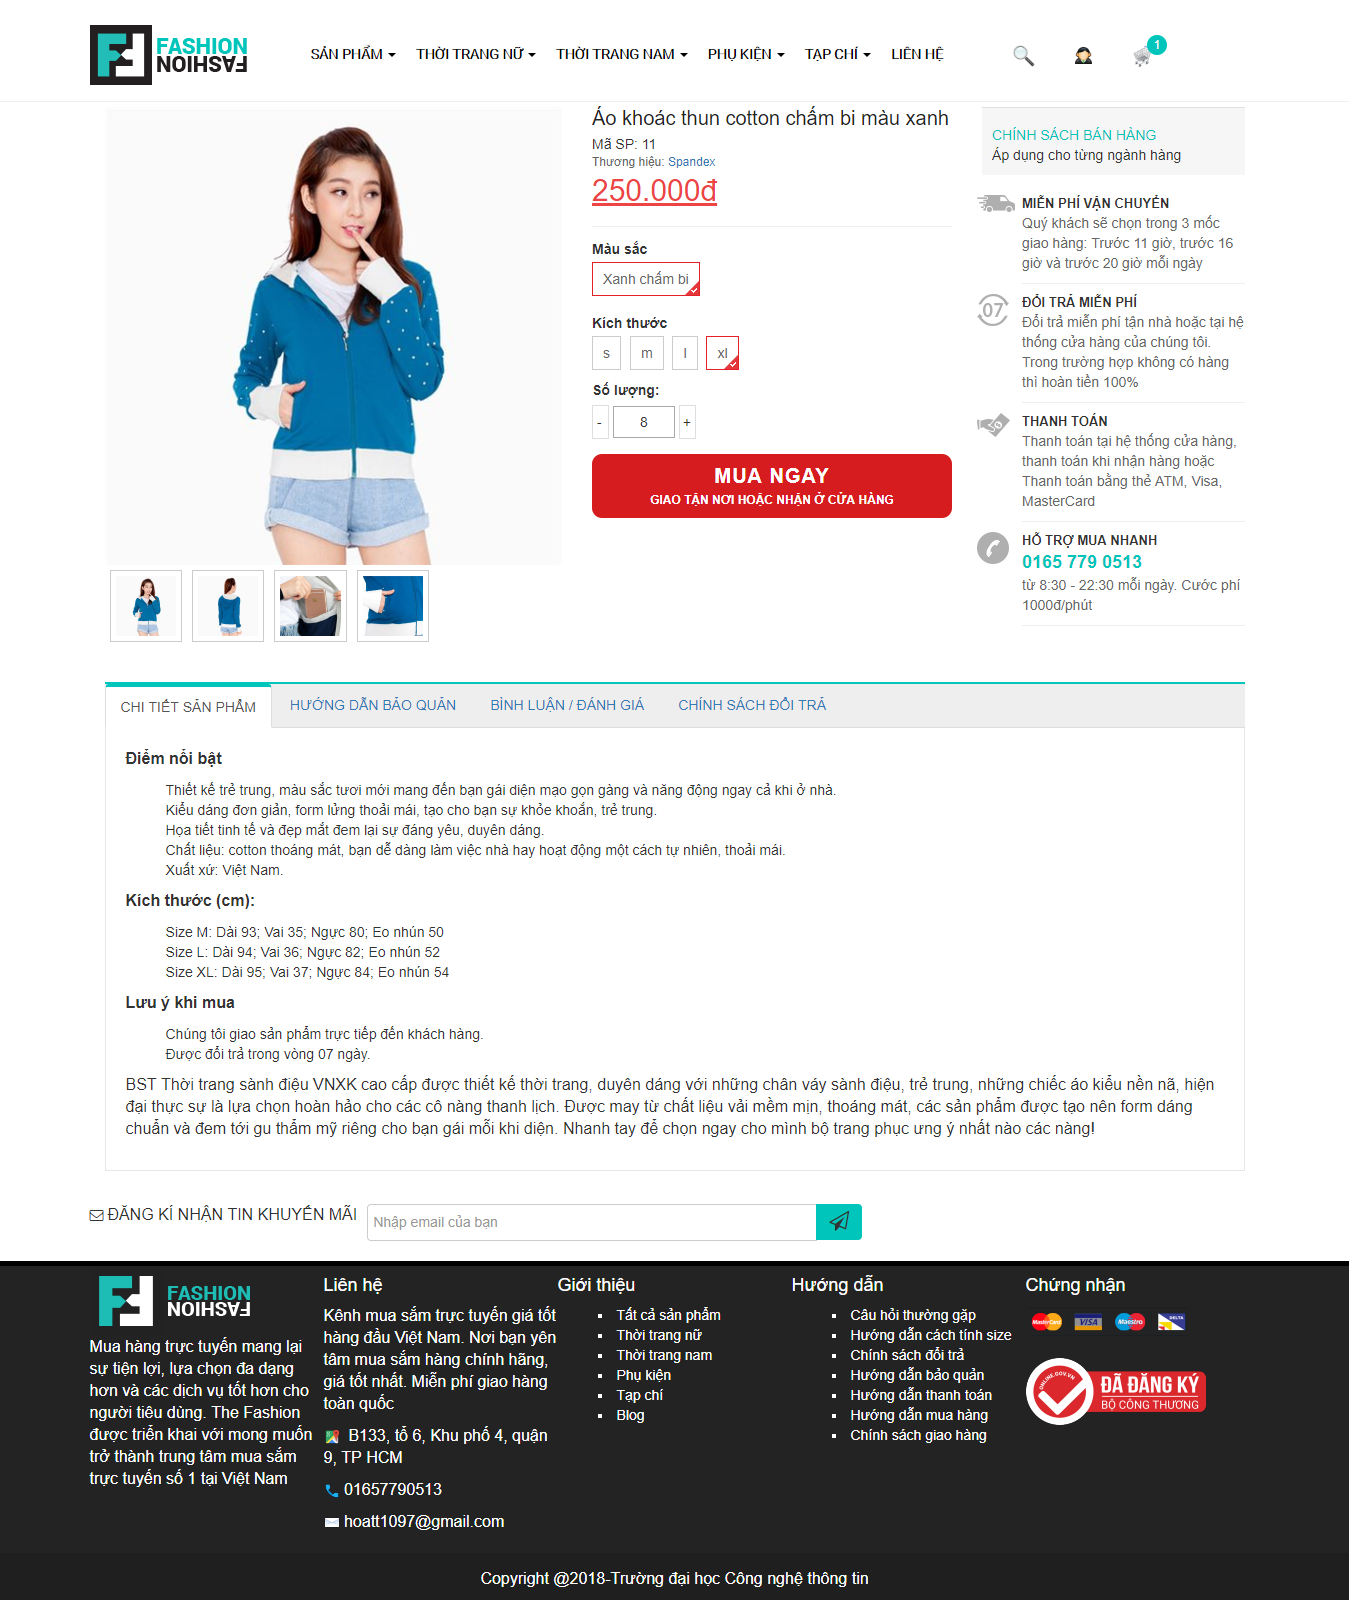 FASHION
FASHION
SẢN PHẨM
THỜI TRANG NỮ
THỜI TRANG NAM
PHỤ KIỆN
TẠP CHÍ
LIÊN HỆ
1
Áo khoác thun cotton chấm bi màu xanh
Mã SP: 11
Thương hiệu: Spandex
250.000đ
Màu sắc
Xanh chấm bi
Kích thước
s m l xl
Số lượng:
- 8 +
MUA NGAY
GIAO TẬN NƠI HOẶC NHẬN Ở CỬA HÀNG
CHÍNH SÁCH BÁN HÀNG
Áp dụng cho từng ngành hàng
MIỄN PHÍ VẬN CHUYỂN
Quý khách sẽ chọn trong 3 mốc
giao hàng: Trước 11 giờ, trước 16
giờ và trước 20 giờ mỗi ngày
07
ĐỔI TRẢ MIỄN PHÍ
Đổi trả miễn phí tận nhà hoặc tại hệ
thống cửa hàng của chúng tôi.
Trong trường hợp không có hàng
thì hoàn tiền 100%
THANH TOÁN
Thanh toán tại hệ thống cửa hàng,
thanh toán khi nhận hàng hoặc
Thanh toán bằng thẻ ATM, Visa,
MasterCard
HỖ TRỢ MUA NHANH
0165 779 0513
từ 8:30 - 22:30 mỗi ngày. Cước phí
1000đ/phút
CHI TIẾT SẢN PHẨM
HƯỚNG DẪN BẢO QUẢN
BÌNH LUẬN / ĐÁNH GIÁ
CHÍNH SÁCH ĐỔI TRẢ
Điểm nổi bật
Thiết kế trẻ trung, màu sắc tươi mới mang đến bạn gái diện mạo gọn gàng và năng động ngay cả khi ở nhà.
Kiểu dáng đơn giản, form lửng thoải mái, tạo cho bạn sự khỏe khoắn, trẻ trung.
Họa tiết tinh tế và đẹp mắt đem lại sự đáng yêu, duyên dáng.
Chất liệu: cotton thoáng mát, bạn dễ dàng làm việc nhà hay hoạt động một cách tự nhiên, thoải mái.
Xuất xứ: Việt Nam.
Kích thước (cm):
Size M: Dài 93; Vai 35; Ngực 80; Eo nhún 50
Size L: Dài 94; Vai 36; Ngực 82; Eo nhún 52
Size XL: Dài 95; Vai 37; Ngực 84; Eo nhún 54
Lưu ý khi mua
Chúng tôi giao sản phẩm trực tiếp đến khách hàng.
Được đổi trả trong vòng 07 ngày.
BST Thời trang sành điệu VNXK cao cấp được thiết kế thời trang, duyên dáng với những chân váy sành điệu, trẻ trung, những chiếc áo kiểu nền nã, hiện
đại thực sự là lựa chọn hoàn hảo cho các cô nàng thanh lịch. Được may từ chất liệu vải mềm mịn, thoáng mát, các sản phẩm được tạo nên form dáng
chuẩn và đem tới gu thẩm mỹ riêng cho bạn gái mỗi khi diện. Nhanh tay để chọn ngay cho mình bộ trang phục ưng ý nhất nào các nàng!
ĐĂNG KÍ NHẬN TIN KHUYẾN MÃI
Nhập email của bạn
FASHION
FASHION
Mua hàng trực tuyến mang lại
sự tiện lợi, lựa chọn đa dạng
hơn và các dịch vụ tốt hơn cho
người tiêu dùng. The Fashion
được triển khai với mong muốn
trở thành trung tâm mua sắm
trực tuyến số 1 tại Việt Nam
Liên hệ
Kênh mua sắm trực tuyến giá tốt
hàng đầu Việt Nam. Nơi bạn yên
tâm mua sắm hàng chính hãng,
giá tốt nhất. Miễn phí giao hàng
toàn quốc
B133, tổ 6, Khu phố 4, quận
9, TP HCM
01657790513
hoatt1097@gmail.com
Giới thiệu
Tất cả sản phẩm
Thời trang nữ
Thời trang nam
Phụ kiện
Tạp chí
Blog
Hướng dẫn
Câu hỏi thường gặp
Hướng dẫn cách tính size
Chính sách đổi trả
Hướng dẫn bảo quản
Hướng dẫn thanh toán
Hướng dẫn mua hàng
Chính sách giao hàng
Chứng nhận
MasterCard VISA Maestro DELTA
ONLINE.GOV.VN
ĐÃ ĐĂNG KÝ
BỘ CÔNG THƯƠNG
Copyright @2018-Trường đại học Công nghệ thông tin